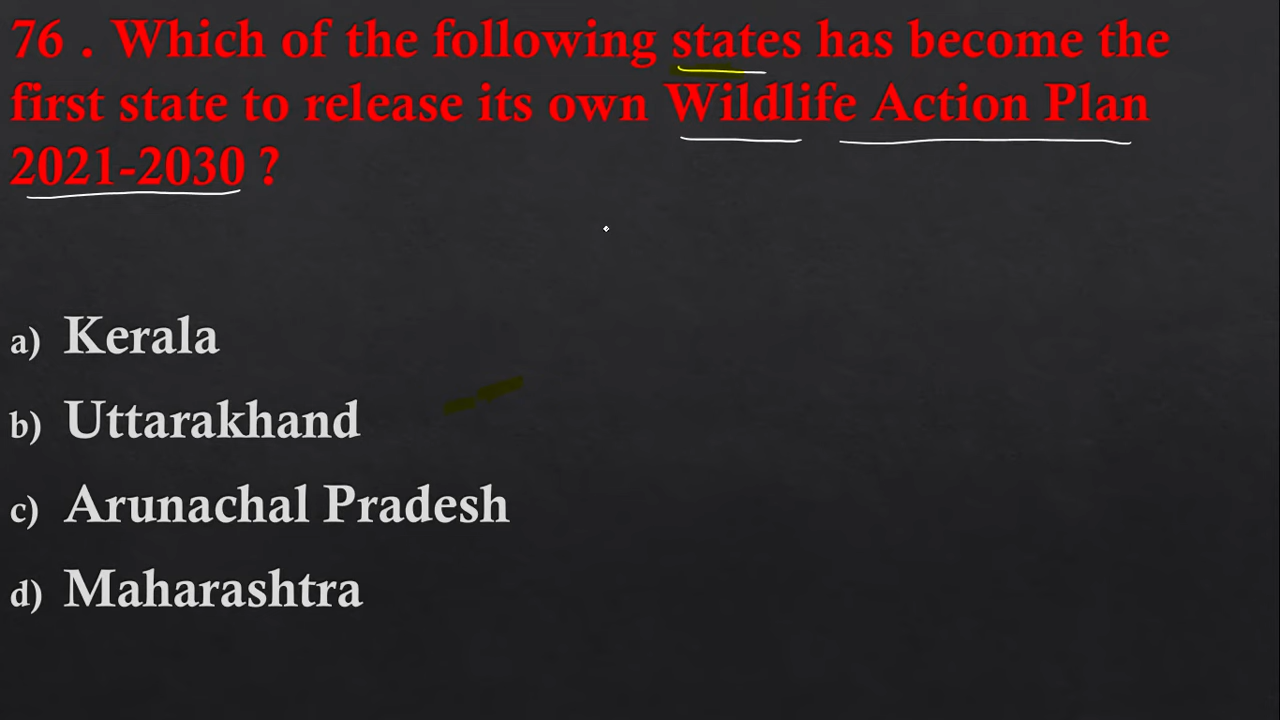 76 . Which of the following states has become the
first state to release its own Wildlife Action Plan
2021-2030 ?
a) Kerala
b) Uttarakhand
c) Arunachal Pradesh
d) Maharashtra